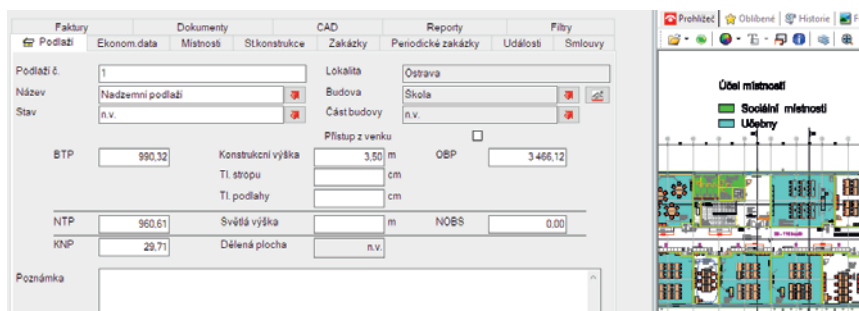 Faktury Dokumenty CAD Reporty Filtry
Podlaží Ekonom.data Místnosti St.konstrukce Zakázky Periodické zakázky Události Smlouvy
Podlaží č. 1 Lokalita Ostrava
Název Nadzemní podlaží Budova Škola
Stav n.v. Část budovy n.v.
Přístup z venku
BTP 990,32 Konstrukcní výška 3,50 m OBP 3 466,12
Tl. stropu cm
Tl. podlahy cm
NTP 960,61 Světlá výška m NOBS 0,00
KNP 29,71 Dělená plocha n.v.
Poznámka
Prohlížeč Oblíbené Historie F
Účel místností
Sociální místnosti
Učebny